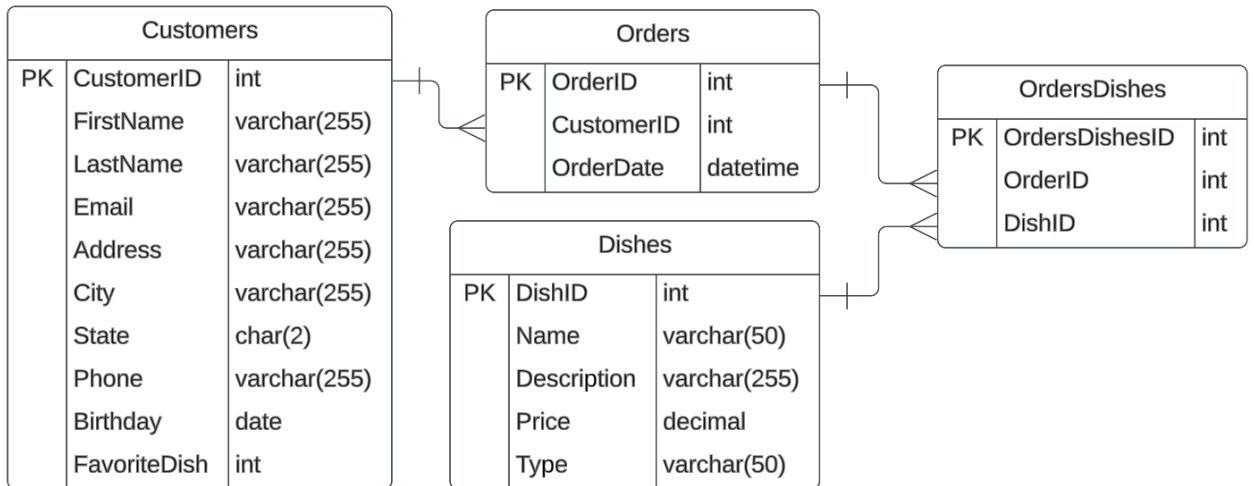 Customers
PK CustomerID int
FirstName varchar(255)
LastName varchar(255)
Email varchar(255)
Address varchar(255)
City varchar(255)
State char(2)
Phone varchar(255)
Birthday date
FavoriteDish int
Orders
PK OrderID int
CustomerID int
OrderDate datetime
Dishes
PK DishID int
Name varchar(50)
Description varchar(255)
Price decimal
Type varchar(50)
OrdersDishes
PK OrdersDishesID int
OrderID int
DishID int